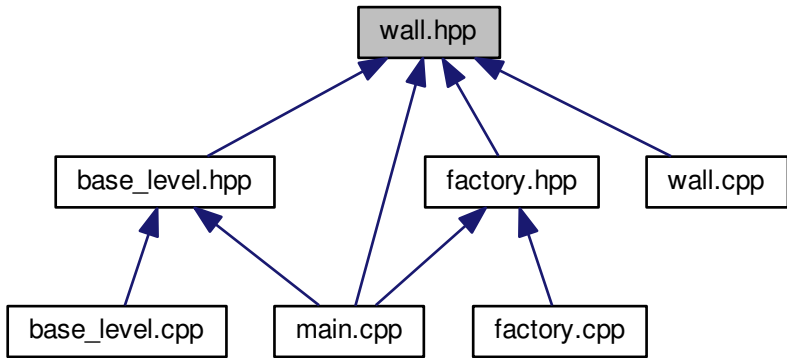 wall.hpp
base_level.hpp
factory.hpp
wall.cpp
base_level.cpp
main.cpp
factory.cpp